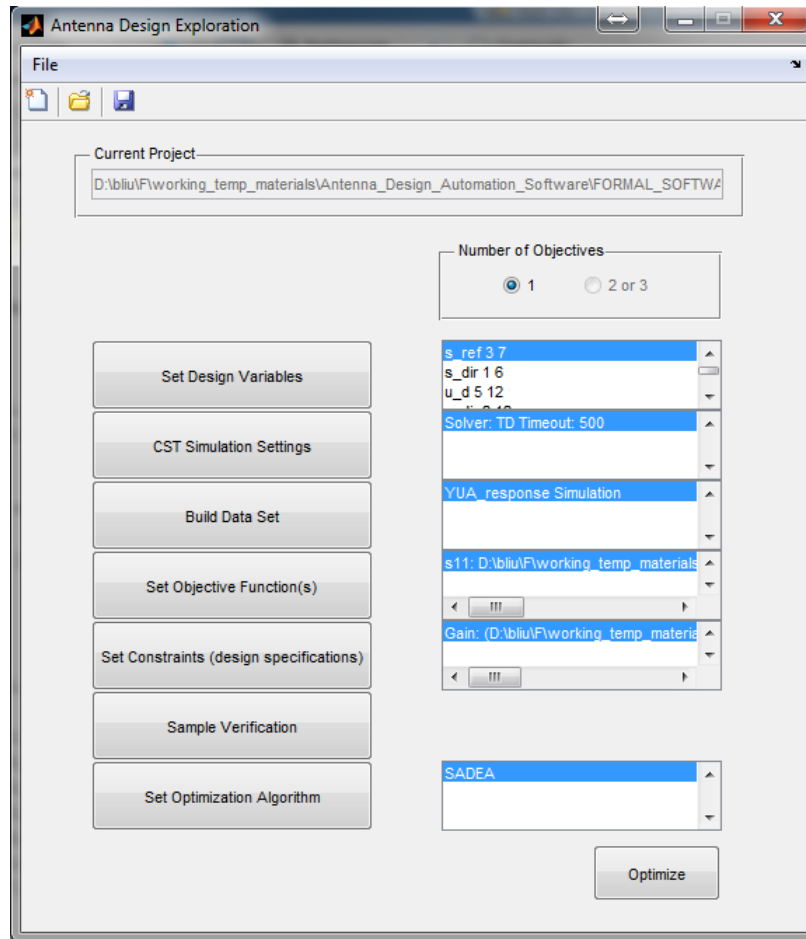 Antenna Design Exploration
File
Current Project
D:\bliu\F\working_temp_materials\Antenna_Design_Automation_Software\FORMAL_SOFTWA
Number of Objectives
1
2 or 3
Set Design Variables
s_ref 3 7
s_dir 1 6
u_d 5 12
CST Simulation Settings
Solver: TD Timeout: 500
Build Data Set
YUA_response Simulation
Set Objective Function(s)
s11: D:\bliu\F\working_temp_materials
Set Constraints (design specifications)
Gain: (D:\bliu\F\working_temp_materia
Sample Verification
Set Optimization Algorithm
SADEA
Optimize